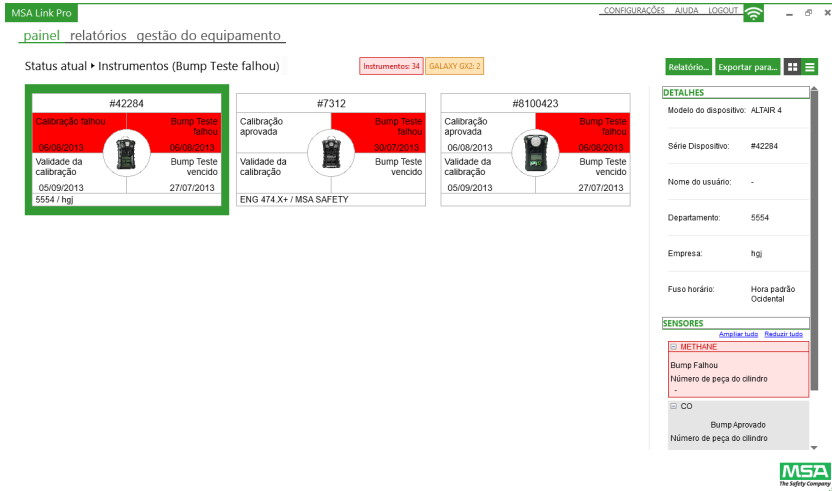 MSA Link Pro
CONFIGURAÇÕES AJUDA LOGOUT
painel relatórios gestão do equipamento
Status atual ▸ Instrumentos (Bump Teste falhou)
Instrumentos: 34
GALAXY GX2: 2
Relatório...
Exportar para...
#42284
Calibração falhou
Bump Teste falhou
06/08/2013
06/08/2013
Validade da calibração
Bump Teste vencido
05/09/2013
27/07/2013
5554 / hgj
#7312
Calibração aprovada
Bump Teste falhou
30/07/2013
Validade da calibração
Bump Teste vencido
27/07/2013
ENG 474.X+ / MSA SAFETY
#8100423
Calibração aprovada
Bump Teste falhou
06/08/2013
06/08/2013
Validade da calibração
Bump Teste vencido
05/09/2013
27/07/2013
DETALHES
Modelo do dispositivo: ALTAIR 4
Série Dispositivo: #42284
Nome do usuário: -
Departamento: 5554
Empresa: hgj
Fuso horário: Hora padrão Ocidental
SENSORES
Ampliar tudo Reduzir tudo
METHANE
Bump Falhou
Número de peça do cilindro
-
CO
Bump Aprovado
Número de peça do cilindro
MSA
The Safety Company